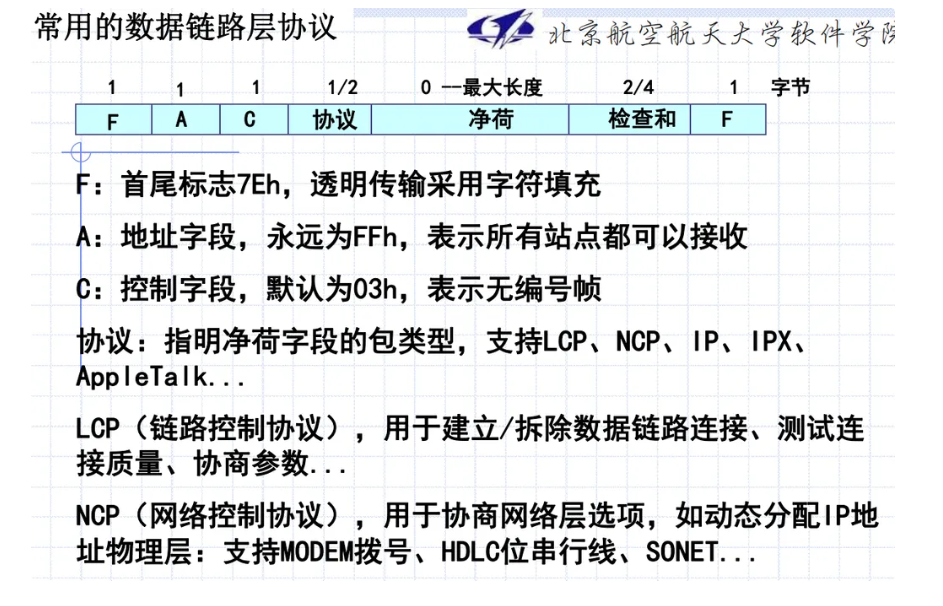 常用的数据链路层协议
北京航空航天大学软件学院
1 1 1 1/2 0 --最大长度 2/4 1 字节
F A C 协议 净荷 检查和 F
F：首尾标志7Eh，透明传输采用字符填充
A：地址字段，永远为FFh，表示所有站点都可以接收
C：控制字段，默认为03h，表示无编号帧
协议：指明净荷字段的包类型，支持LCP、NCP、IP、IPX、
AppleTalk...
LCP（链路控制协议），用于建立/拆除数据链路连接、测试连
接质量、协商参数...
NCP（网络控制协议），用于协商网络层选项，如动态分配IP地
址物理层：支持MODEM拨号、HDLC位串行线、SONET...